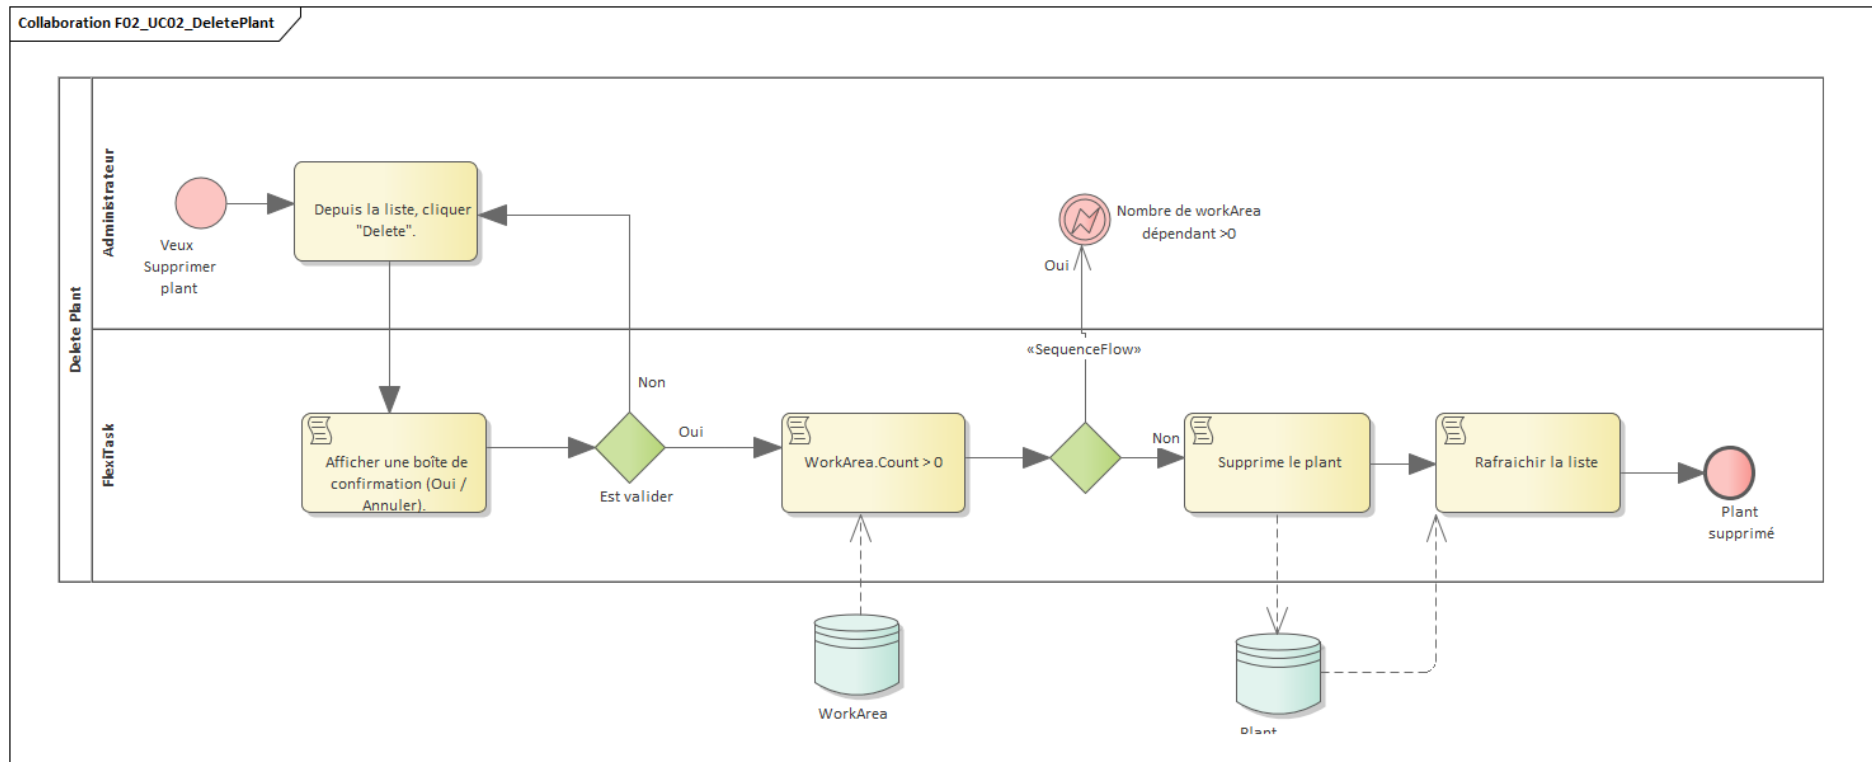 Collaboration F02_UC02_DeletePlant
Delete Plant
Administrateur
Veux
Supprimer
plant
Depuis la liste, cliquer
"Delete".
Nombre de workArea
dépendant >0
Oui
«SequenceFlow»
FlexiTask
Afficher une boîte de
confirmation (Oui /
Annuler).
Non
Oui
Est valider
WorkArea.Count > 0
Non
Supprime le plant
Rafraichir la liste
Plant
supprimé
WorkArea
Plant